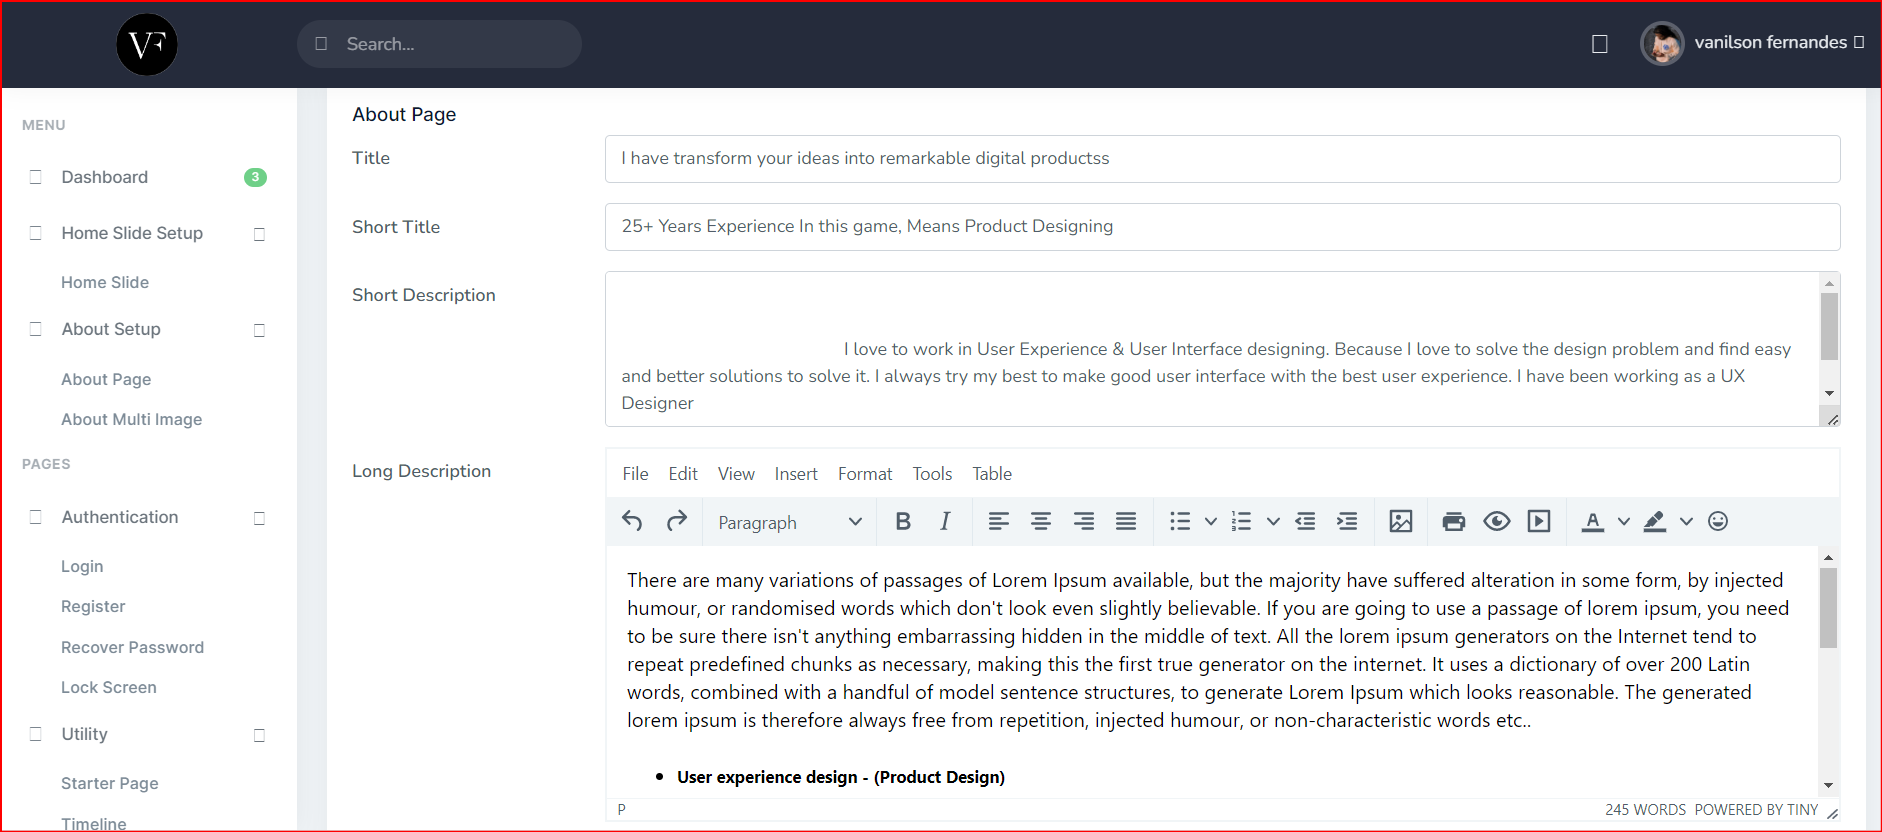 VF
Search...
vanilson fernandes
MENU
Dashboard
3
Home Slide Setup
Home Slide
About Setup
About Page
About Multi Image
PAGES
Authentication
Login
Register
Recover Password
Lock Screen
Utility
Starter Page
Timeline
About Page
Title
I have transform your ideas into remarkable digital productss
Short Title
25+ Years Experience In this game, Means Product Designing
Short Description
I love to work in User Experience & User Interface designing. Because I love to solve the design problem and find easy
and better solutions to solve it. I always try my best to make good user interface with the best user experience. I have been working as a UX
Designer
Long Description
File Edit View Insert Format Tools Table
Paragraph B I A
There are many variations of passages of Lorem Ipsum available, but the majority have suffered alteration in some form, by injected
humour, or randomised words which don't look even slightly believable. If you are going to use a passage of lorem ipsum, you need
to be sure there isn't anything embarrassing hidden in the middle of text. All the lorem ipsum generators on the Internet tend to
repeat predefined chunks as necessary, making this the first true generator on the internet. It uses a dictionary of over 200 Latin
words, combined with a handful of model sentence structures, to generate Lorem Ipsum which looks reasonable. The generated
lorem ipsum is therefore always free from repetition, injected humour, or non-characteristic words etc..
• User experience design - (Product Design)
P
245 WORDS POWERED BY TINY